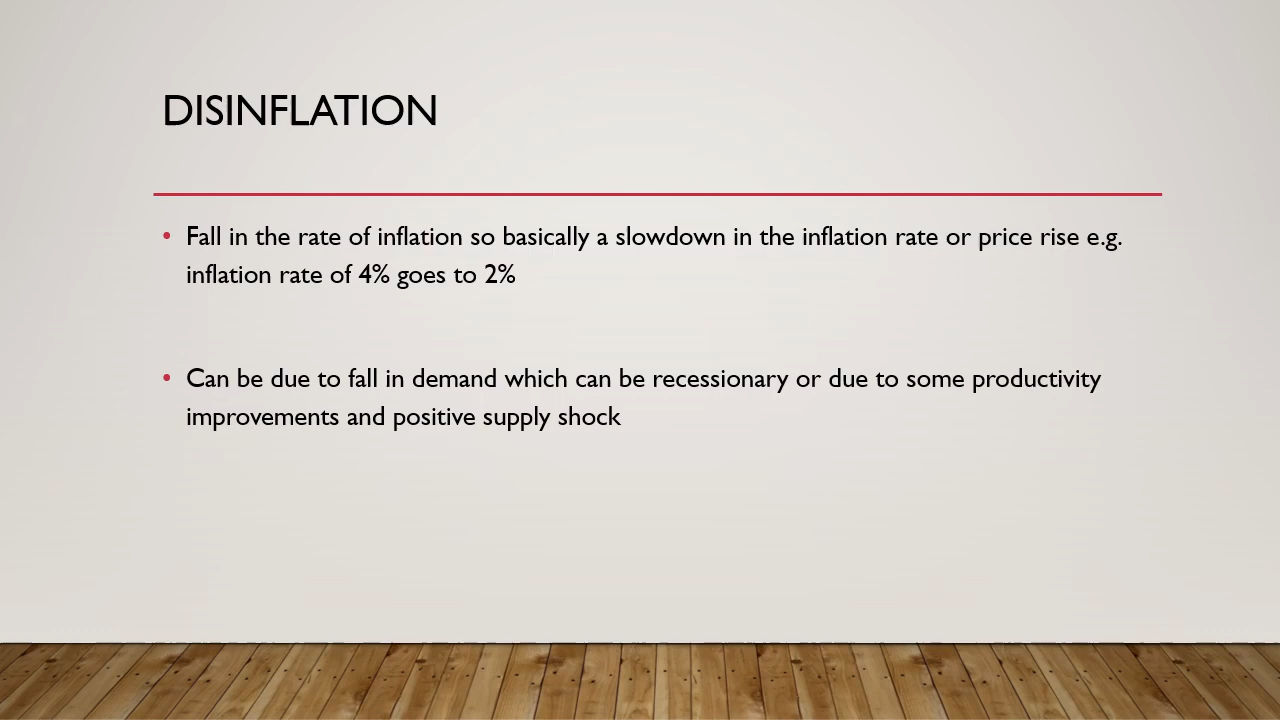 DISINFLATION
• Fall in the rate of inflation so basically a slowdown in the inflation rate or price rise e.g.
inflation rate of 4% goes to 2%
• Can be due to fall in demand which can be recessionary or due to some productivity
improvements and positive supply shock